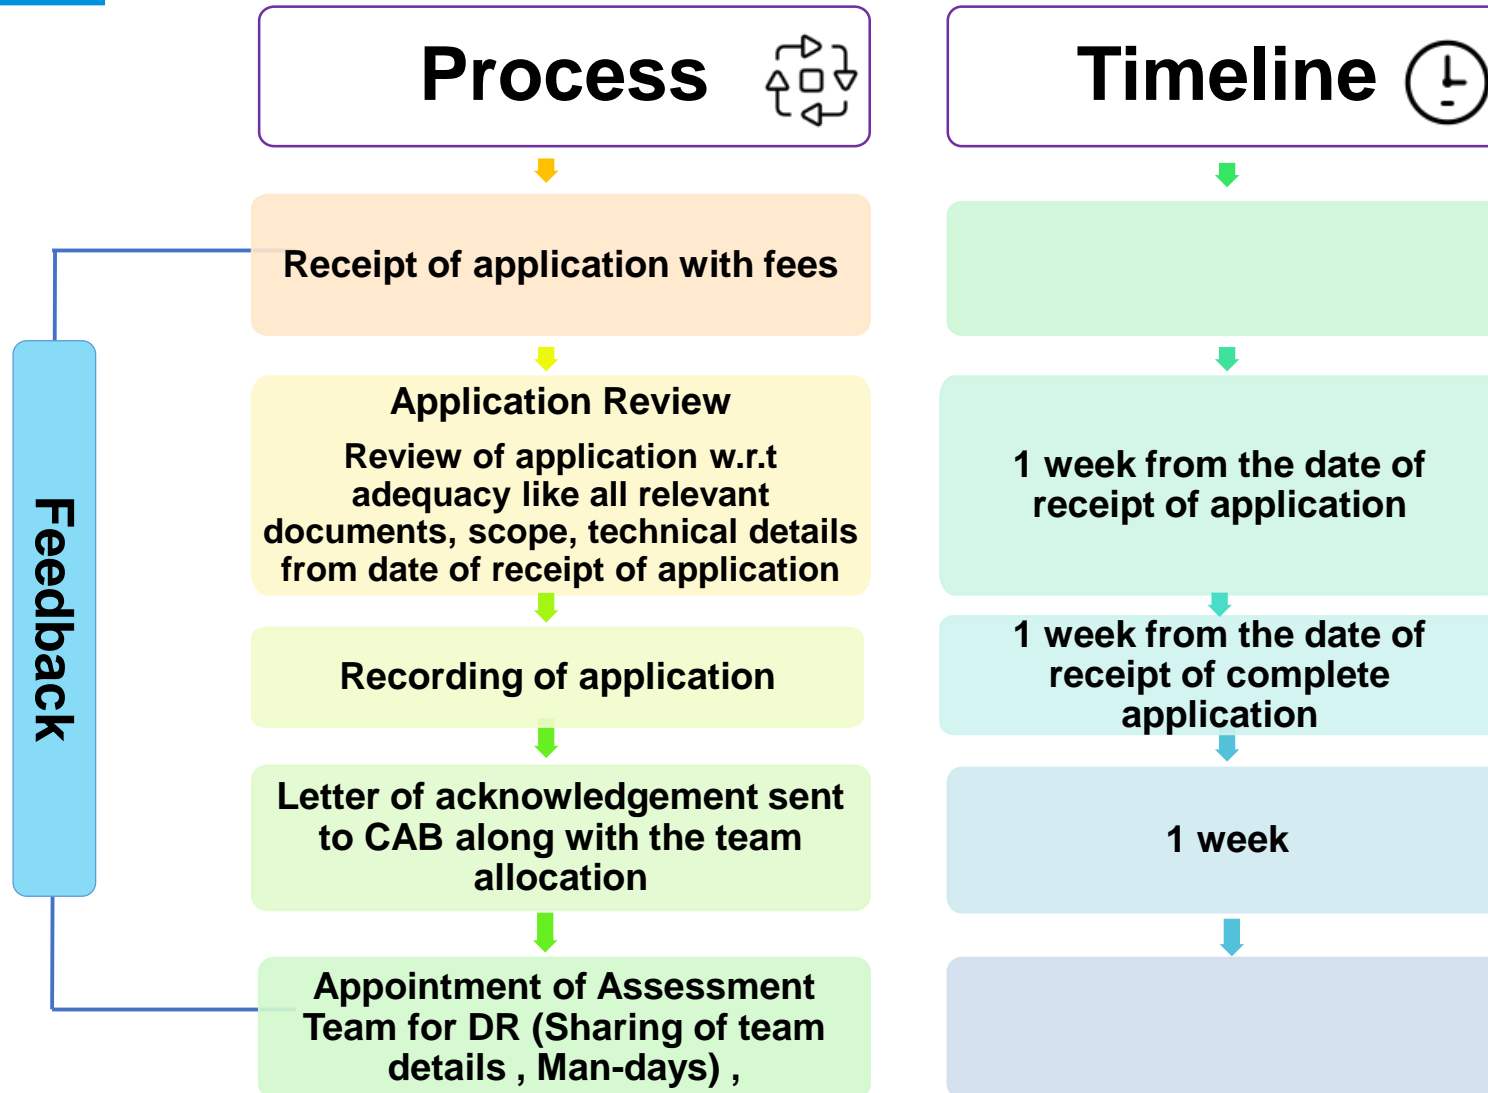 Process
Timeline
Receipt of application with fees
Application Review
Review of application w.r.t
adequacy like all relevant
documents, scope, technical details
from date of receipt of application
1 week from the date of
receipt of application
Recording of application
1 week from the date of
receipt of complete
application
Letter of acknowledgement sent
to CAB along with the team
allocation
1 week
Appointment of Assessment
Team for DR (Sharing of team
details , Man-days) ,
Feedback